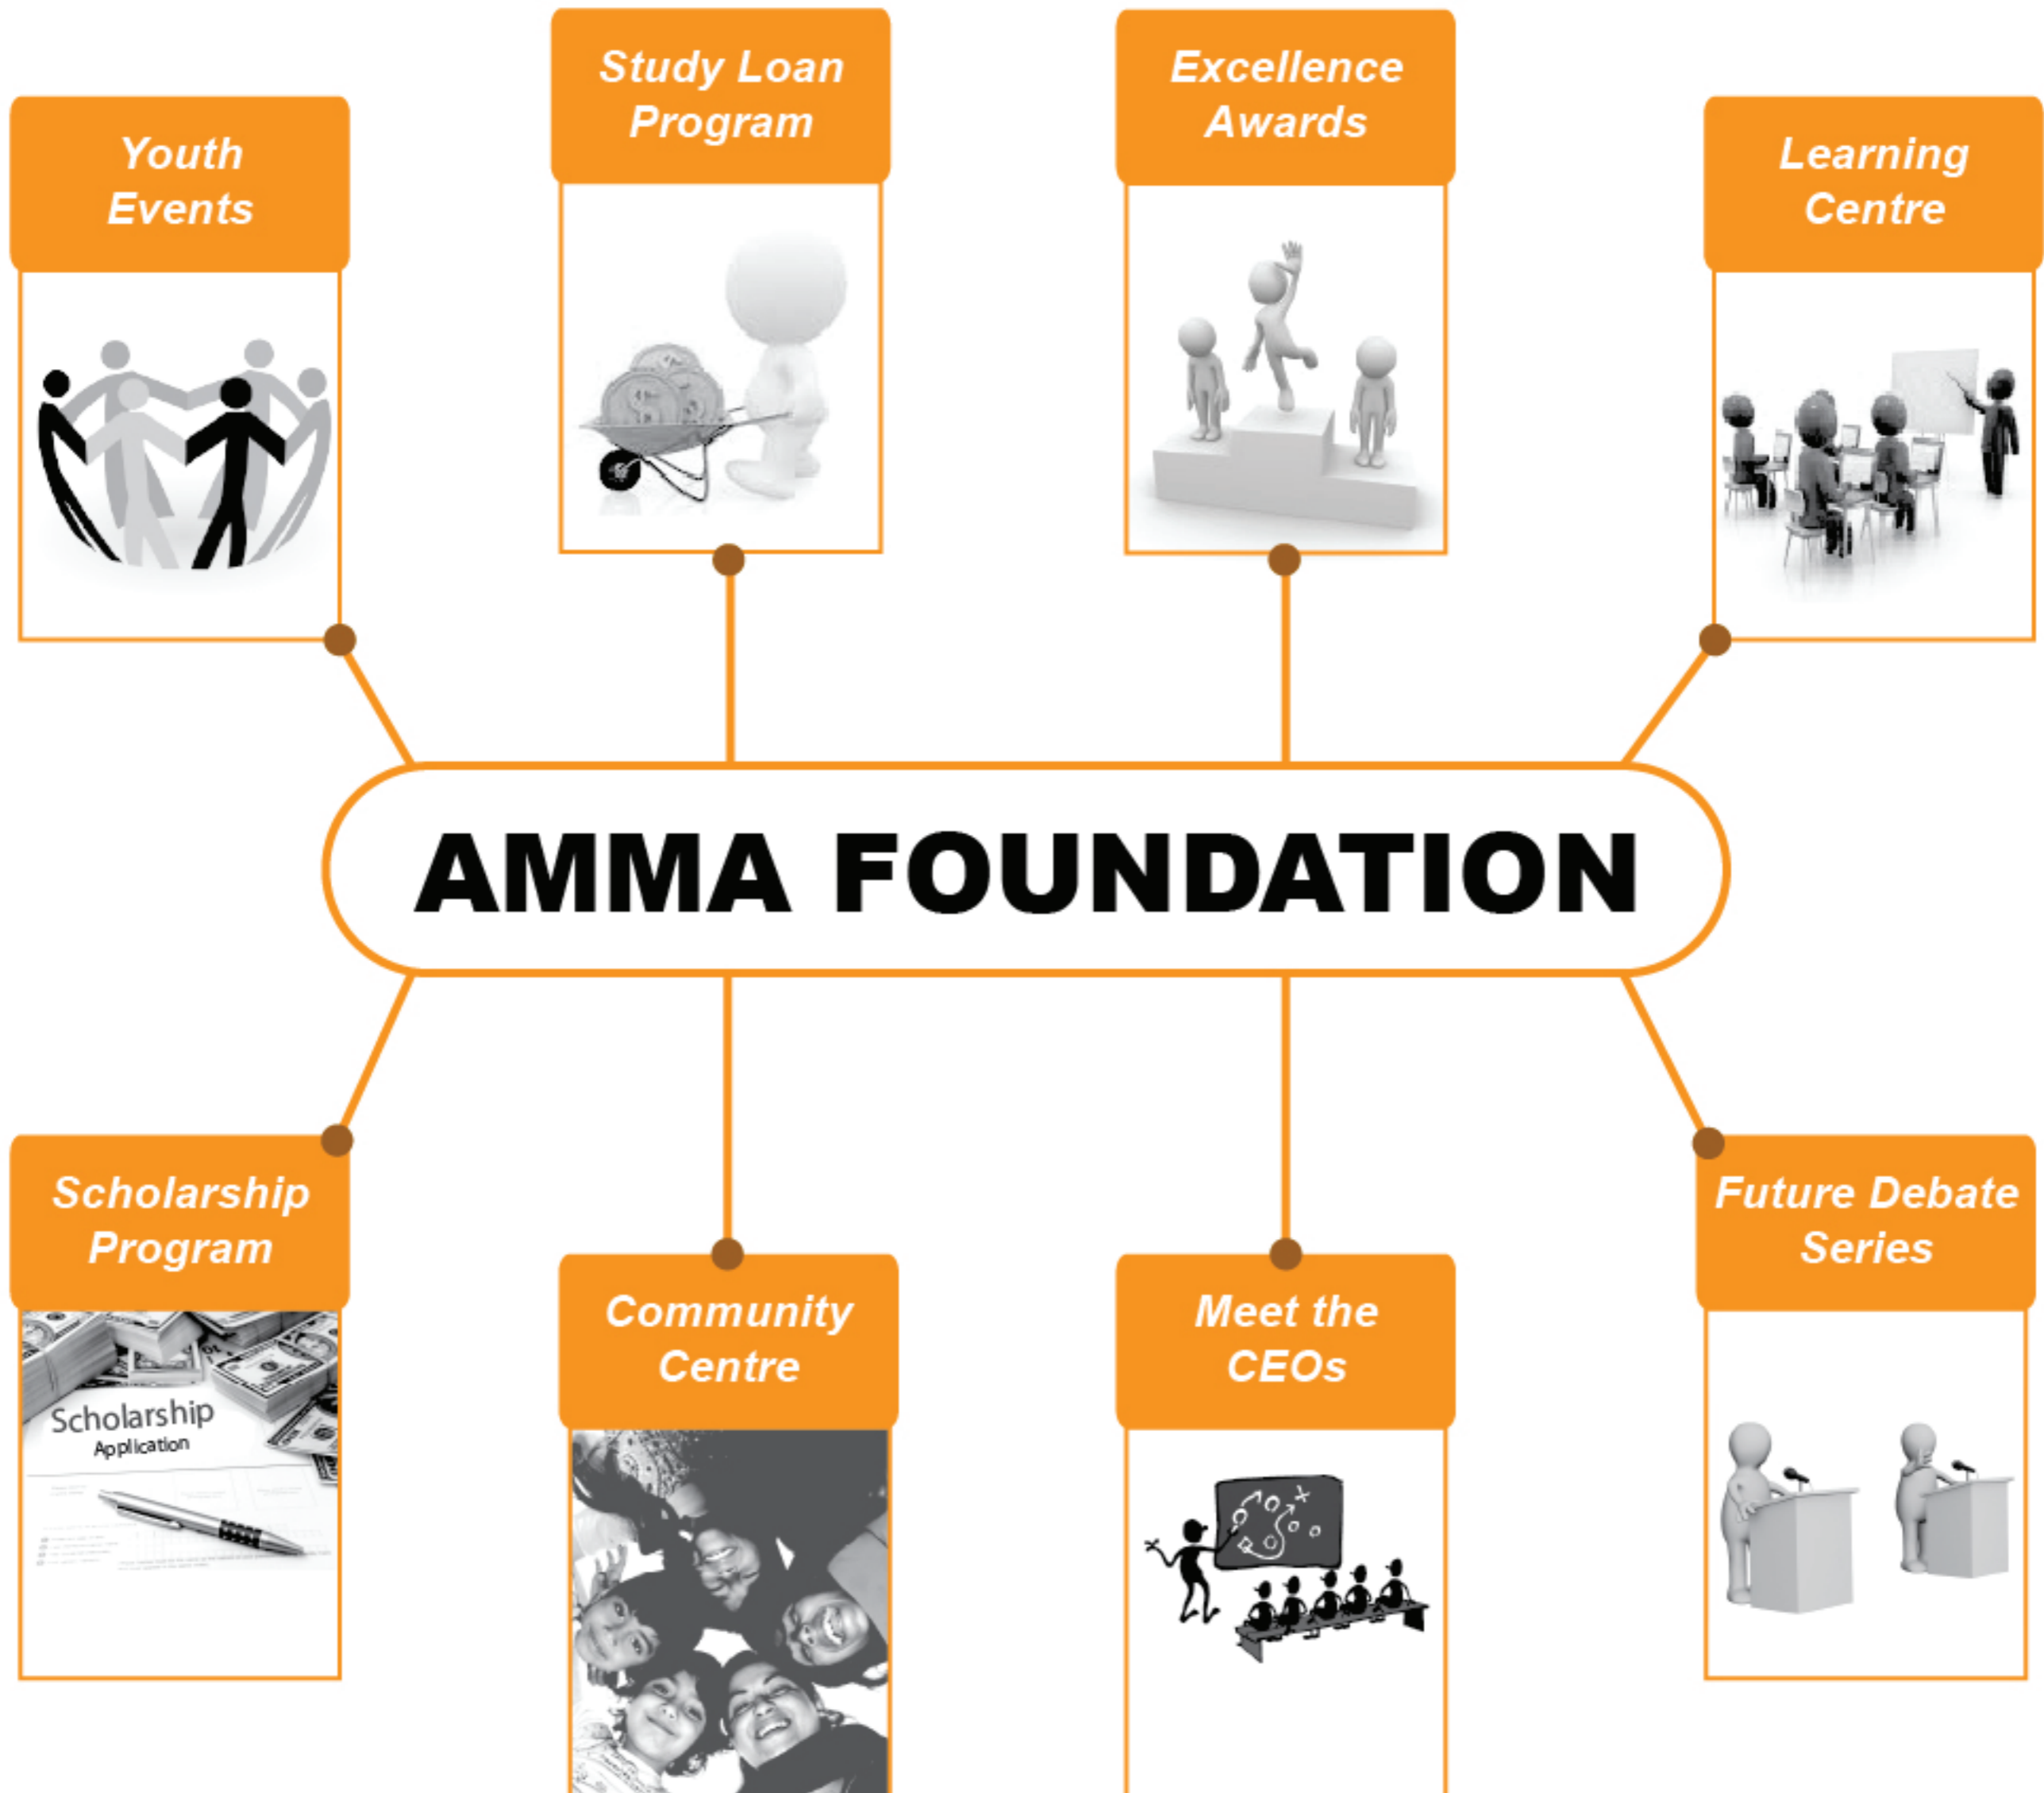 Study Loan
Program
Excellence
Awards
Youth
Events
Learning
Centre
AMMA FOUNDATION
Scholarship
Program
Future Debate
Series
Community
Centre
Meet the
CEOs
Scholarship
Application